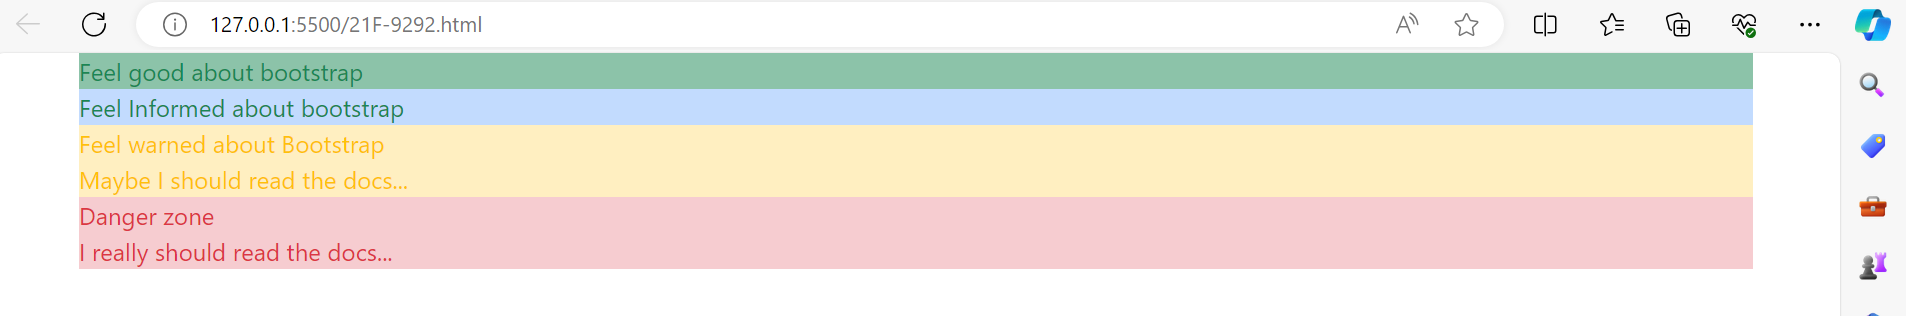 127.0.0.1:5500/21F-9292.html
Feel good about bootstrap
Feel Informed about bootstrap
Feel warned about Bootstrap
Maybe I should read the docs...
Danger zone
I really should read the docs...